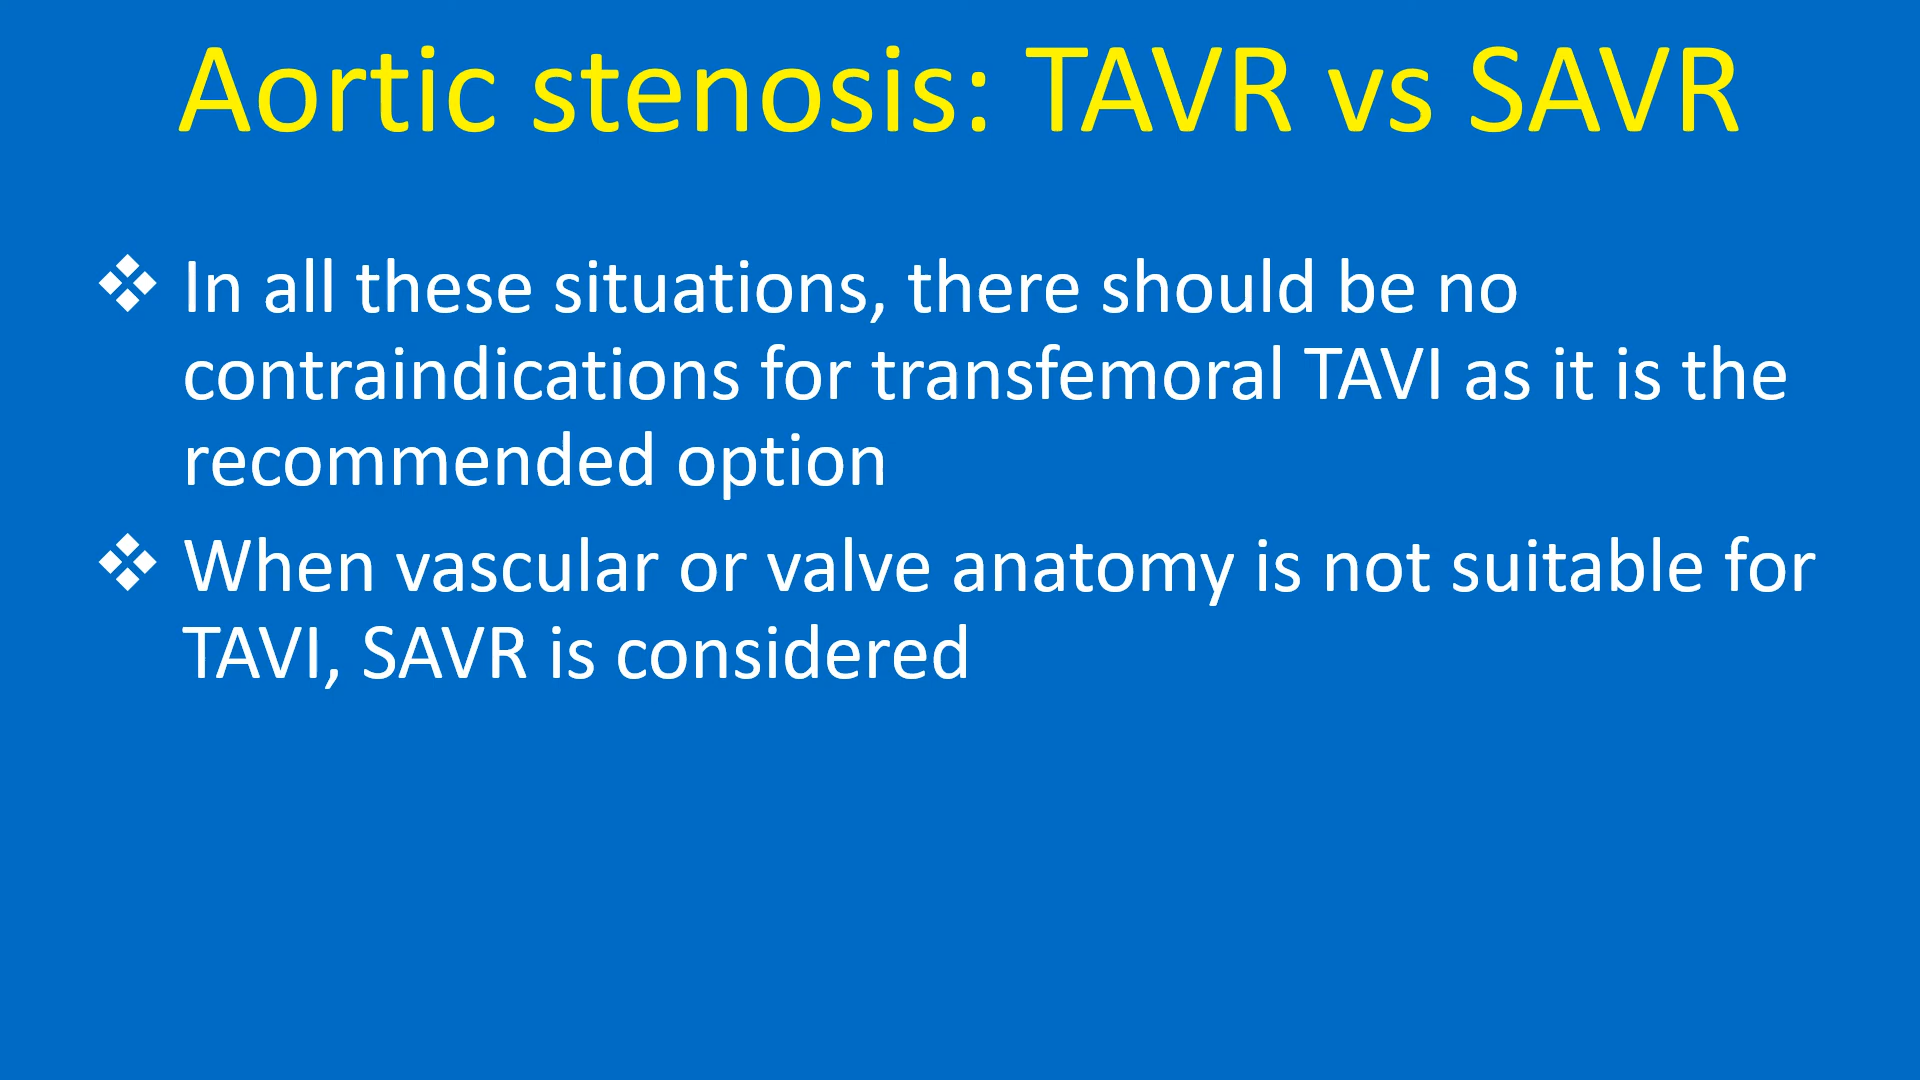 Aortic stenosis: TAVR vs SAVR
❖ In all these situations, there should be no
contraindications for transfemoral TAVI as it is the
recommended option
❖ When vascular or valve anatomy is not suitable for
TAVI, SAVR is considered